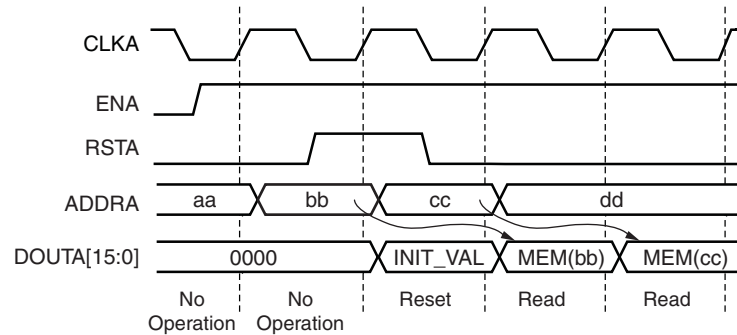 CLKA
ENA
RSTA
ADDRA aa bb cc dd
DOUTA[15:0] 0000 INIT_VAL MEM(bb) MEM(cc)
No No Reset Read Read
Operation Operation